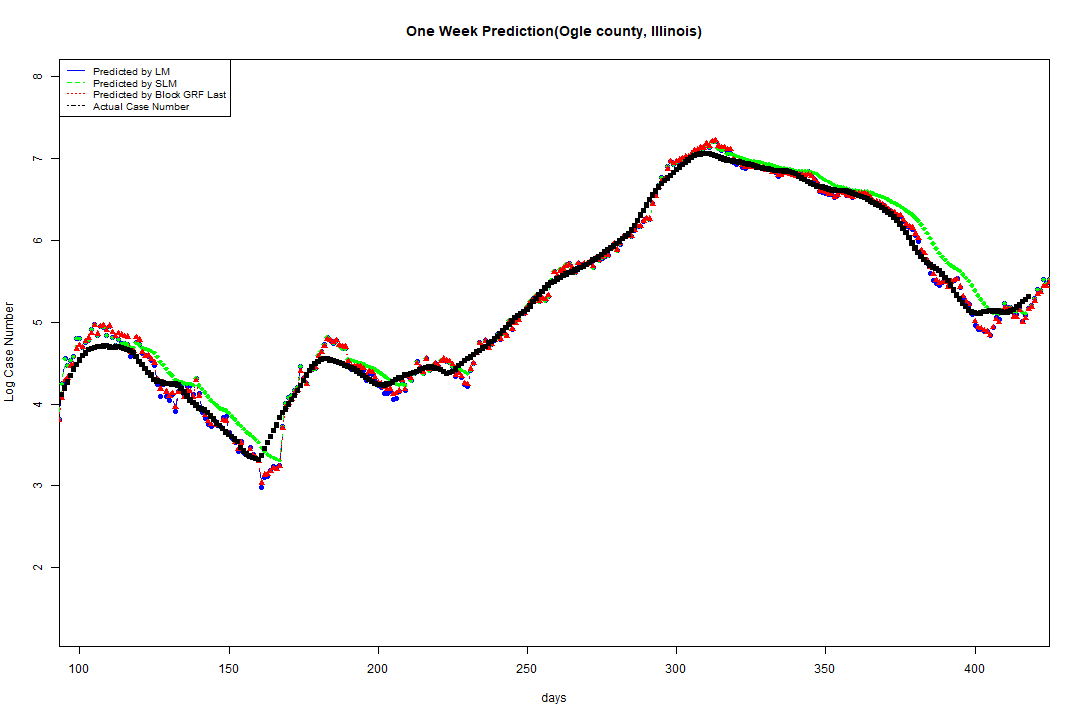 One Week Prediction(Ogle county, Illinois)
Predicted by LM
Predicted by SLM
Predicted by Block GRF Last
Actual Case Number
8
7
6
5
4
3
2
Log Case Number
100 150 200 250 300 350 400
days